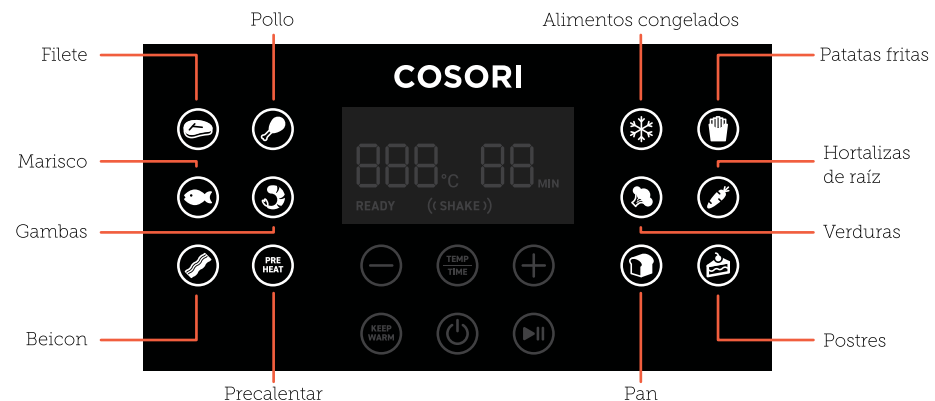 Pollo
Alimentos congelados
Filete
Patatas fritas
COSORI
Marisco
Hortalizas
de raíz
888 °C 88 MIN
READY ((SHAKE))
Gambas
Verduras
PRE
HEAT
TEMP
TIME
Beicon
KEEP
WARM
Postres
Precalentar
Pan